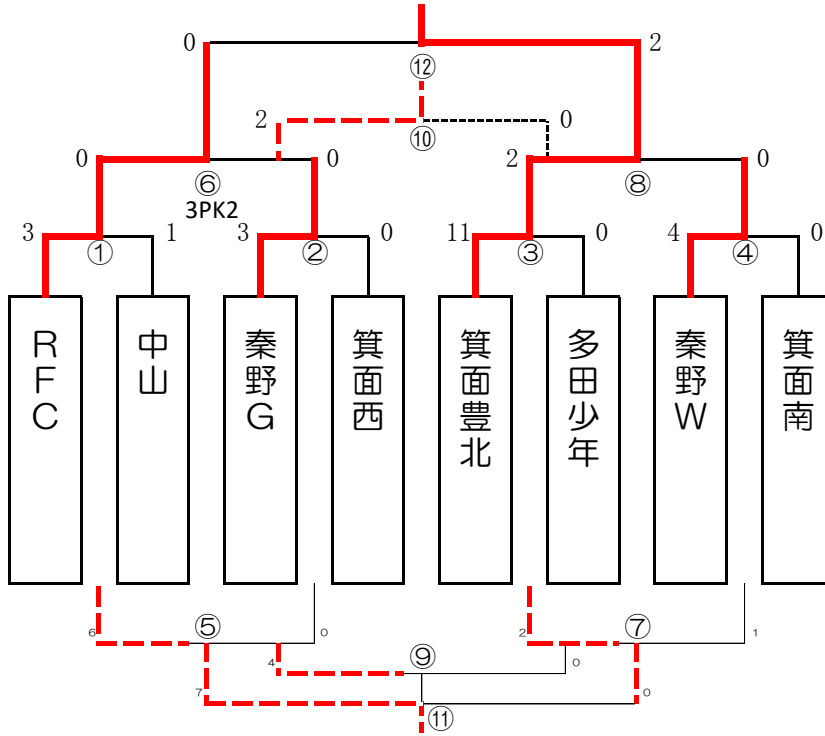 0 2
⑫
2 0
⑩
0 0 2 0
⑥ ⑧
3PK2
3 1 3 0 11 0 4 0
① ② ③ ④
RFC
中山
秦野G
箕面西
箕面豊北
多田少年
秦野W
箕面南
6 ⑤ 0 2 ⑦ 1
4 ⑨ 0
7 0
⑪